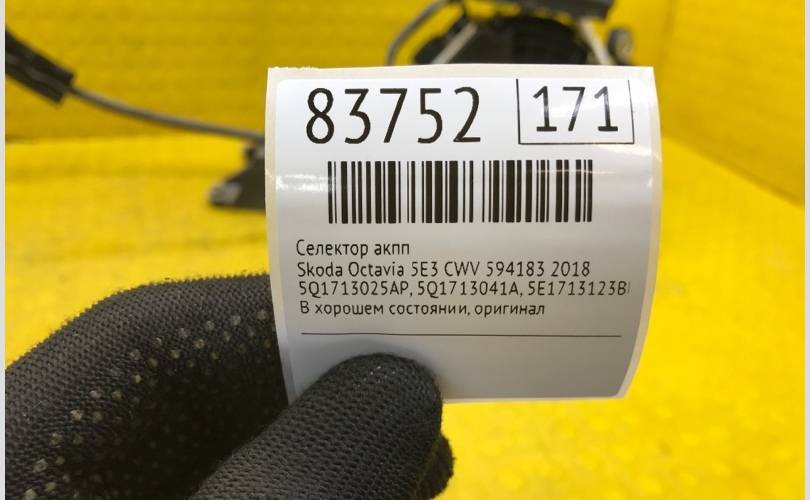 83752 171
Селектор акпп
Skoda Octavia 5E3 CWV 594183 2018
5Q1713025AP, 5Q1713041A, 5E1713123B
В хорошем состоянии, оригинал